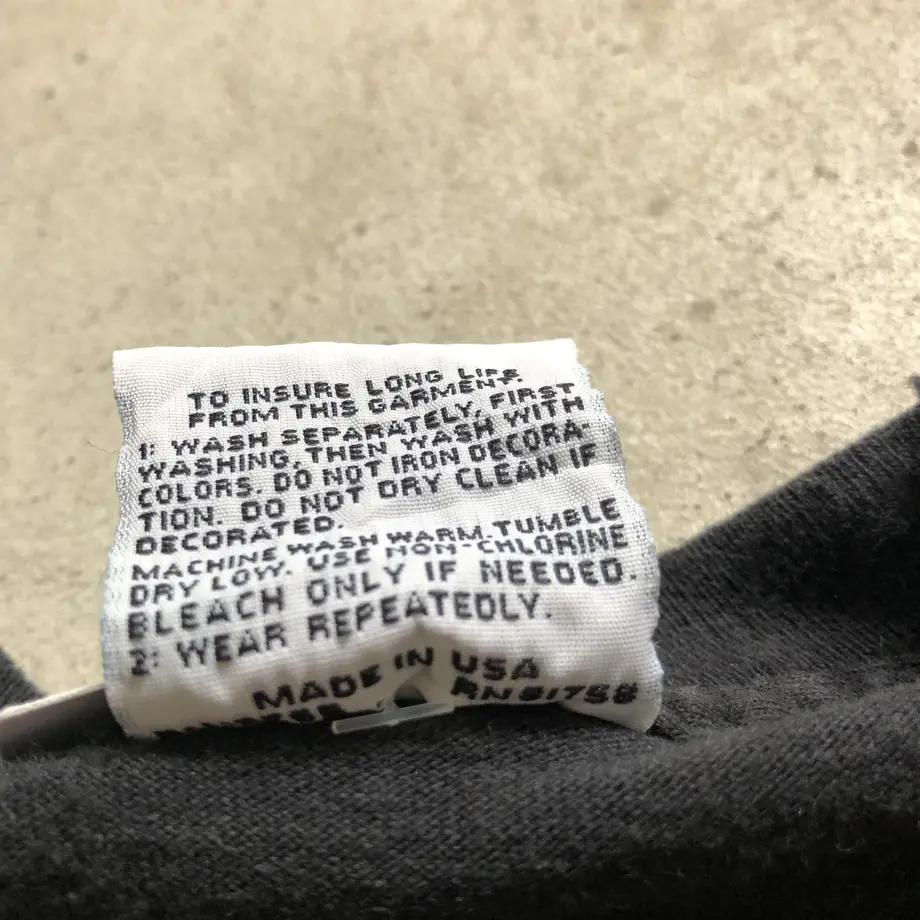 TO INSURE LONG LIFE
FROM THIS GARMENT:
1: WASH SEPARATELY, FIRST
WASHING, THEN WASH WITH
COLORS. DO NOT IRON DECORA-
TION. DO NOT DRY CLEAN IF
DECORATED.
MACHINE WASH WARM. TUMBLE
DRY LOW. USE NON-CHLORINE
BLEACH ONLY IF NEEDED.
2: WEAR REPEATEDLY.
MADE IN USA